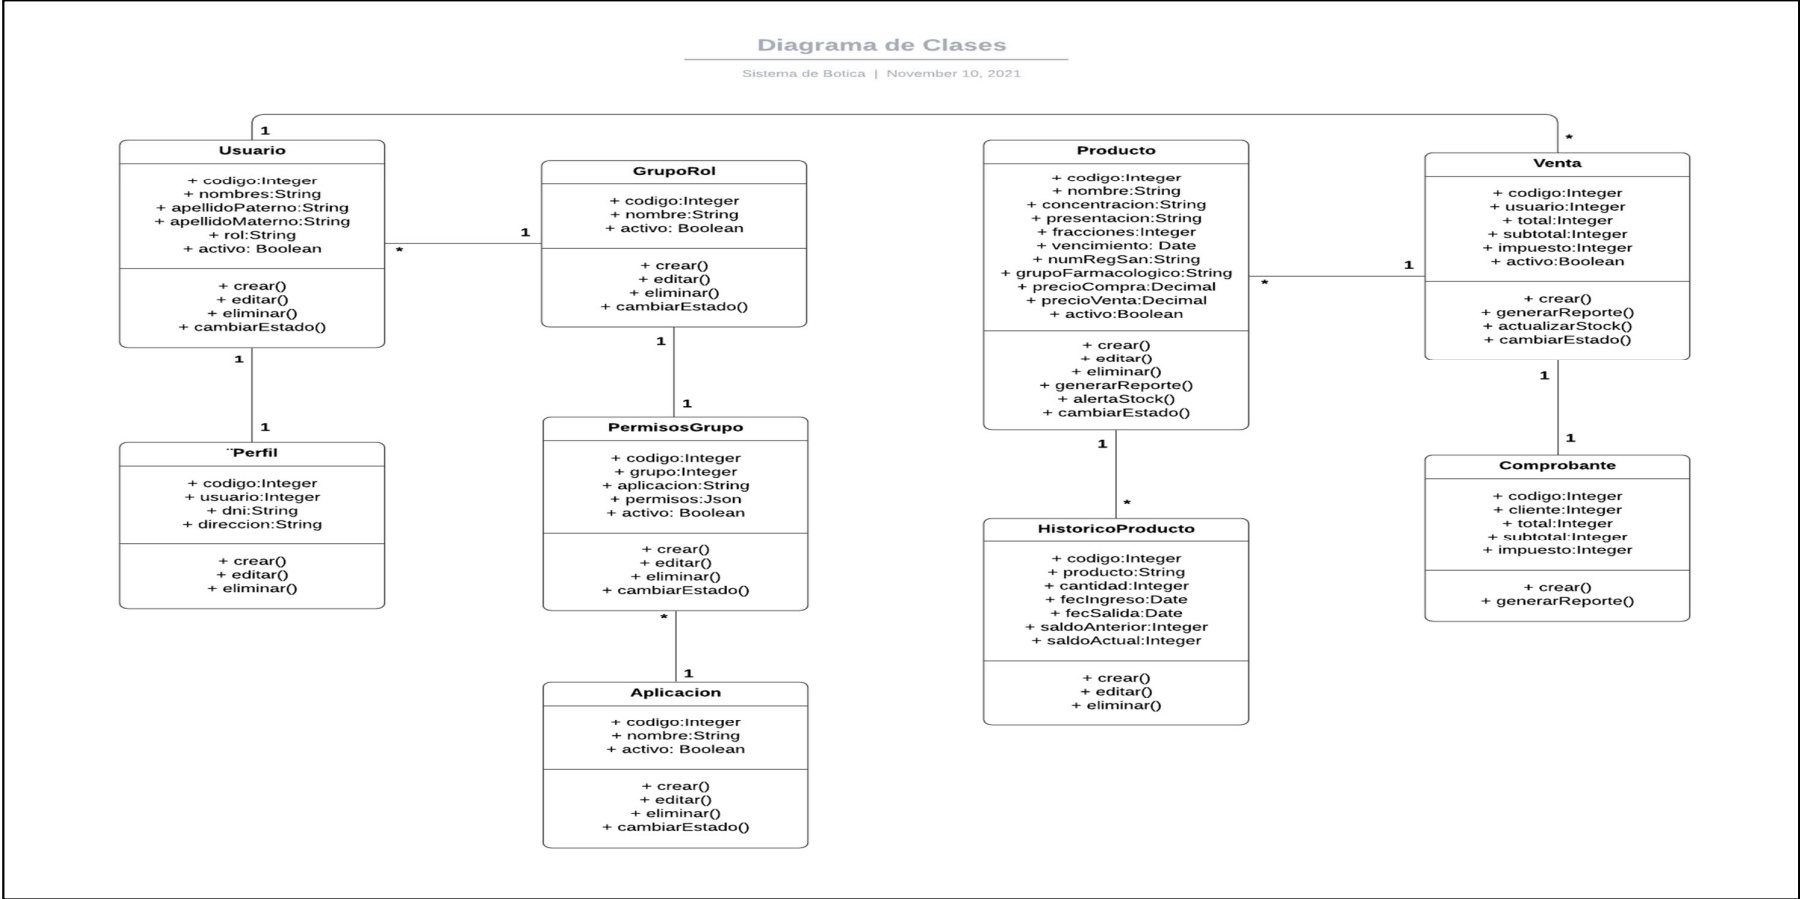 Diagrama de Clases
Sistema de Botica | November 10, 2021
1
*
Usuario
+ codigo:Integer
+ nombres:String
+ apellidoPaterno:String
+ apellidoMaterno:String
+ rol:String
+ activo: Boolean
+ crear()
+ editar()
+ eliminar()
+ cambiarEstado()
*
1
GrupoRol
+ codigo:Integer
+ nombre:String
+ activo: Boolean
+ crear()
+ editar()
+ eliminar()
+ cambiarEstado()
1
1
Producto
+ codigo:Integer
+ nombre:String
+ concentracion:String
+ presentacion:String
+ fracciones:Integer
+ vencimiento: Date
+ numRegSan:String
+ grupoFarmacologico:String
+ precioCompra:Decimal
+ precioVenta:Decimal
+ activo:Boolean
+ crear()
+ editar()
+ eliminar()
+ generarReporte()
+ alertaStock()
+ cambiarEstado()
*
1
Venta
+ codigo:Integer
+ usuario:Integer
+ total:Integer
+ subtotal:Integer
+ impuesto:Integer
+ activo:Boolean
+ crear()
+ generarReporte()
+ actualizarStock()
+ cambiarEstado()
1
1
1
1
¨Perfil
+ codigo:Integer
+ usuario:Integer
+ dni:String
+ direccion:String
+ crear()
+ editar()
+ eliminar()
PermisosGrupo
+ codigo:Integer
+ grupo:Integer
+ aplicacion:String
+ permisos:Json
+ activo: Boolean
+ crear()
+ editar()
+ eliminar()
+ cambiarEstado()
*
1
Aplicacion
+ codigo:Integer
+ nombre:String
+ activo: Boolean
+ crear()
+ editar()
+ eliminar()
+ cambiarEstado()
1
*
HistoricoProducto
+ codigo:Integer
+ producto:String
+ cantidad:Integer
+ fecIngreso:Date
+ fecSalida:Date
+ saldoAnterior:Integer
+ saldoActual:Integer
+ crear()
+ editar()
+ eliminar()
Comprobante
+ codigo:Integer
+ cliente:Integer
+ total:Integer
+ subtotal:Integer
+ impuesto:Integer
+ crear()
+ generarReporte()